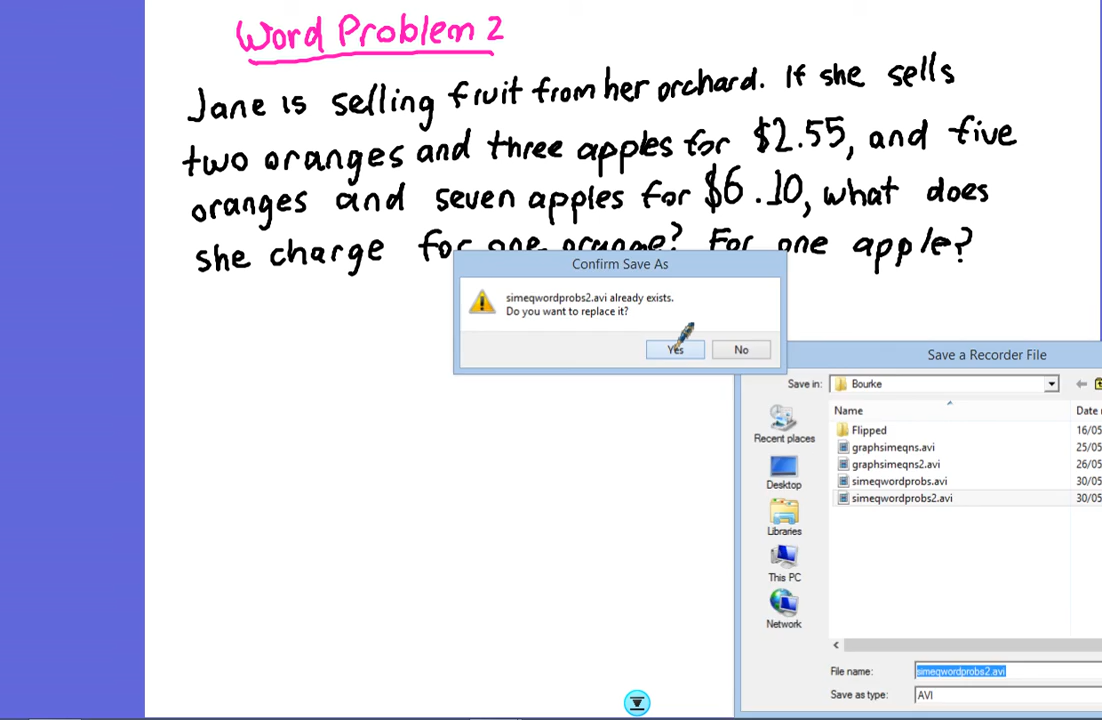 Word Problem 2
Jane is selling fruit from her orchard. If she sells
two oranges and three apples for $2.55, and five
oranges and seven apples for $6.10, what does
she charge for one orange? For one apple?
Confirm Save As
simeqwordprobs2.avi already exists.
Do you want to replace it?
Yes No
Save a Recorder File
Save in: Bourke
Name Date
Recent places
Flipped 16/05
graphsimeqns.avi 25/05
graphsimeqns2.avi 26/05
Desktop
simeqwordprobs.avi 30/05
simeqwordprobs2.avi 30/05
Libraries
This PC
Network
File name: simeqwordprobs2.avi
Save as type: AVI